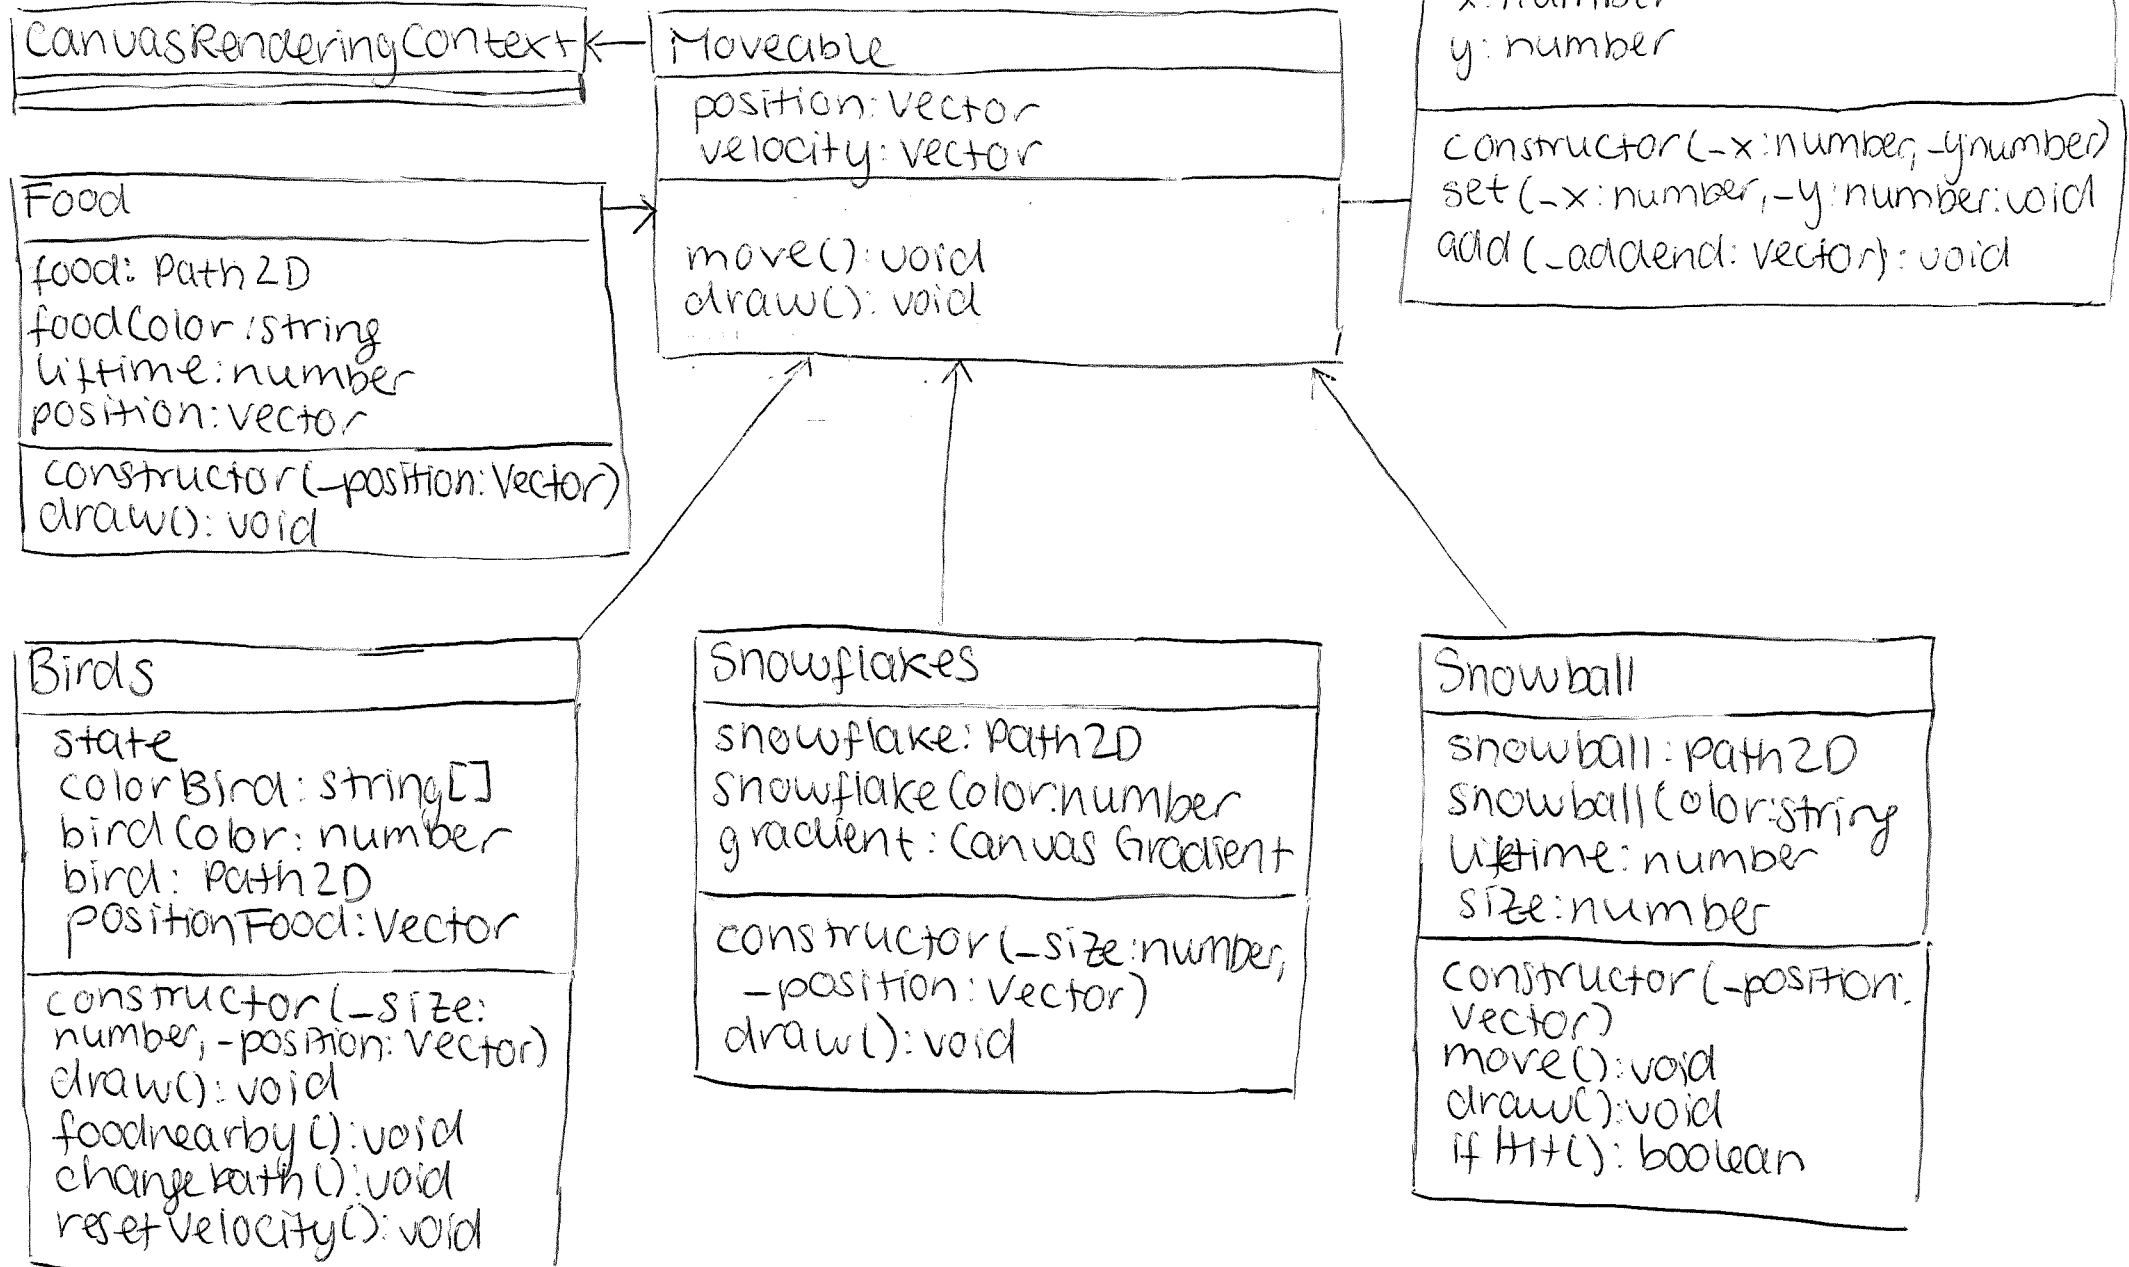 CanvasRenderingContext
Moveable
position: Vector
velocity: Vector
move(): void
draw(): void
x: number
y: number
constructor(_x:number, _ynumber)
set(_x:number, _y:number:void
add(_addend: Vector): void
Food
food: Path2D
foodColor:string
liftime: number
position: Vector
constructor(_position: Vector)
draw(): void
Birds
state
colorBird: string[]
birdColor: number
bird: Path2D
positionFood: Vector
constructor(_size:
number, _position: Vector)
draw(): void
foodnearby(): void
changePath(): void
resetVelocity(): void
Snowflakes
snowflake: Path2D
snowflakeColor:number
gradient: Canvas Gradient
constructor(_size:number,
_position: Vector)
draw(): void
Snowball
snowball: Path2D
snowballColor:string
lifetime: number
size: number
constructor(_position:
Vector)
move(): void
draw(): void
ifHit(): boolean